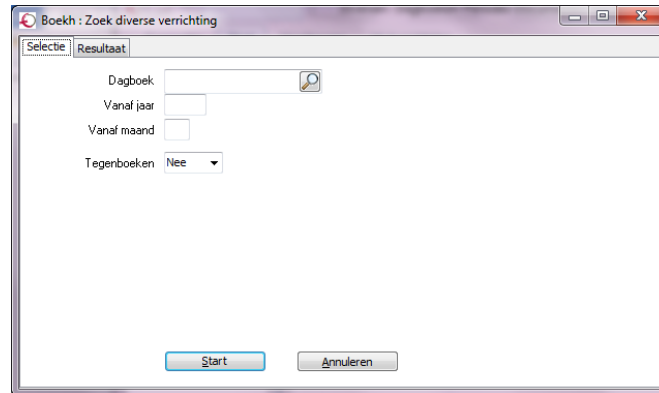 Boekh : Zoek diverse verrichting
Selectie Resultaat
Dagboek
Vanaf jaar
Vanaf maand
Tegenboeken Nee
Start Annuleren